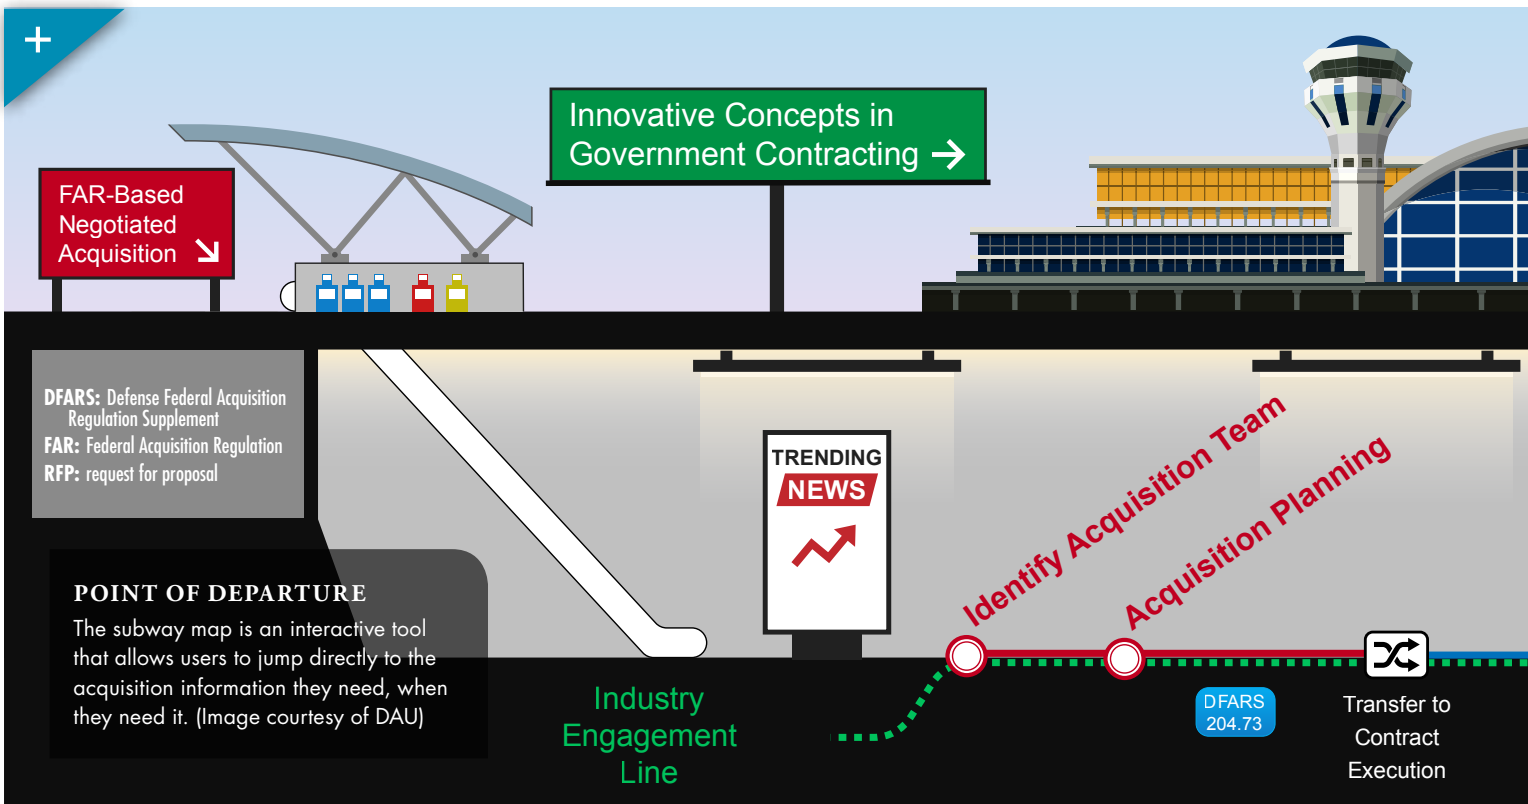 +
Innovative Concepts in
Government Contracting →
FAR-Based
Negotiated
Acquisition ↘
DFARS: Defense Federal Acquisition
Regulation Supplement
FAR: Federal Acquisition Regulation
RFP: request for proposal
TRENDING
NEWS
Identify Acquisition Team
Acquisition Planning
POINT OF DEPARTURE
The subway map is an interactive tool
that allows users to jump directly to the
acquisition information they need, when
they need it. (Image courtesy of DAU)
Industry
Engagement
Line
DFARS
204.73
Transfer to
Contract
Execution